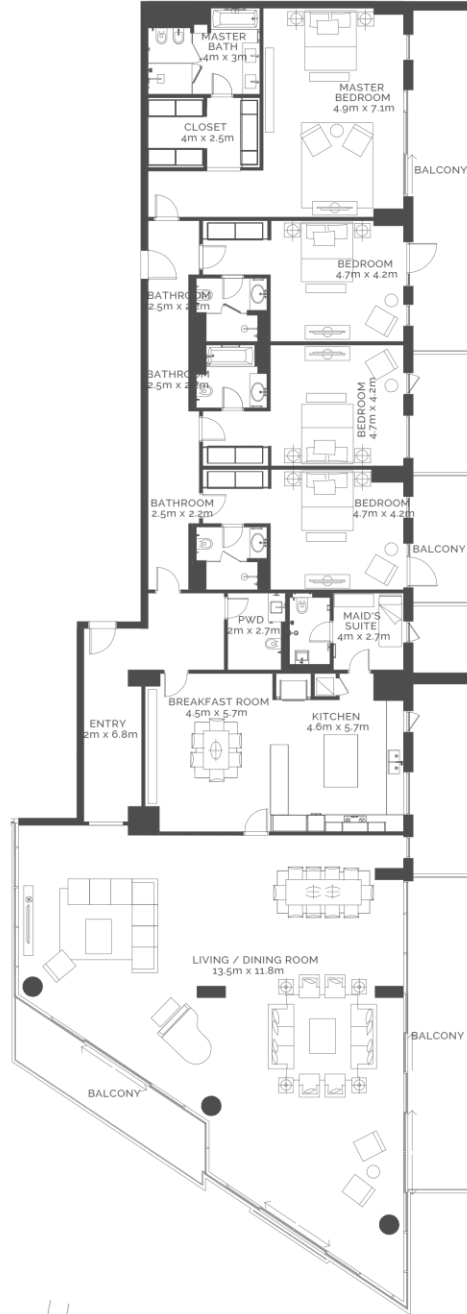 MASTER
BATH
4m x 3m
MASTER
BEDROOM
4.9m x 7.1m
CLOSET
4m x 2.5m
BALCONY
BEDROOM
4.7m x 4.2m
BATHROOM
2.5m x 2.2m
BATHROOM
2.5m x 2.2m
BEDROOM
4.7m x 4.2m
BATHROOM
2.5m x 2.2m
BEDROOM
4.7m x 4.2m
BALCONY
PWD
2m x 2.7m
MAID'S
SUITE
4m x 2.7m
BREAKFAST ROOM
4.5m x 5.7m
KITCHEN
4.6m x 5.7m
ENTRY
2m x 6.8m
LIVING / DINING ROOM
13.5m x 11.8m
BALCONY
BALCONY